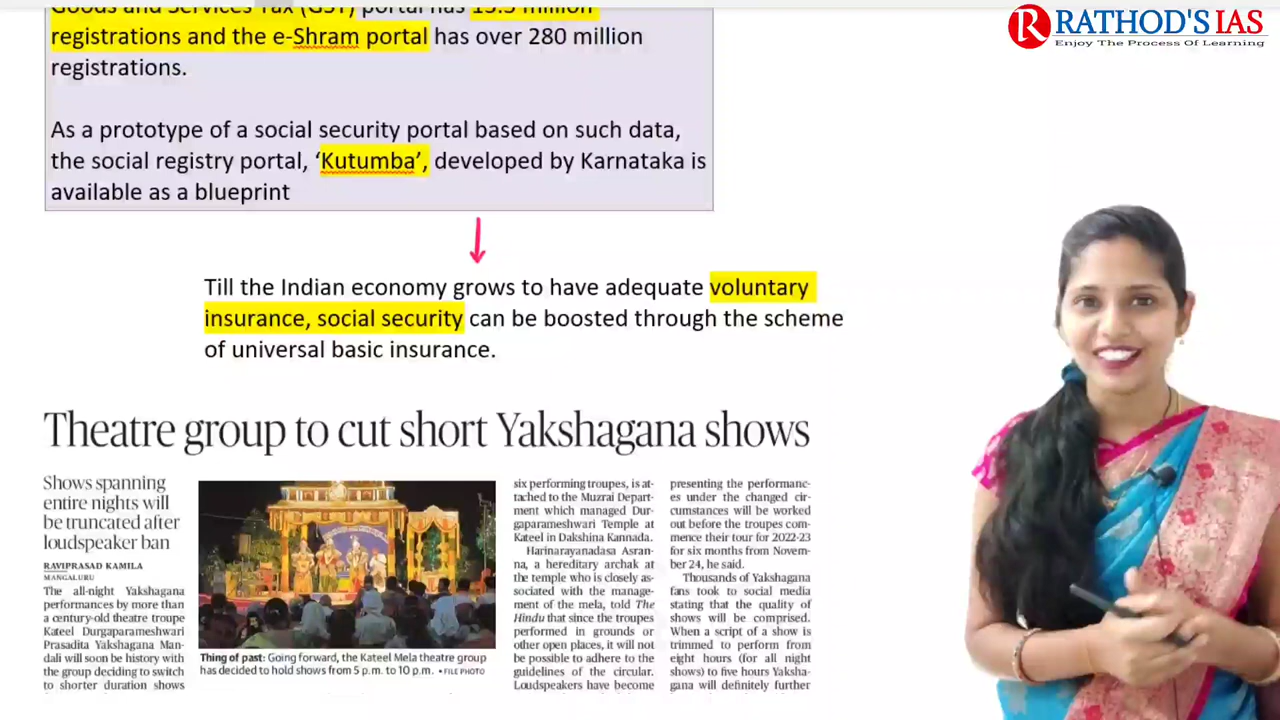 Goods and Services Tax (GST) portal has 13.5 million
registrations and the e-Shram portal has over 280 million
registrations.
As a prototype of a social security portal based on such data,
the social registry portal, ‘Kutumba’, developed by Karnataka is
available as a blueprint
Till the Indian economy grows to have adequate voluntary
insurance, social security can be boosted through the scheme
of universal basic insurance.
RATHOD'S IAS
Enjoy The Process Of Learning
Theatre group to cut short Yakshagana shows
Shows spanning
entire nights will
be truncated after
loudspeaker ban
RAVIPRASAD KAMILA
MANGALURU
The all-night Yakshagana
performances by more than
a century-old theatre troupe
Kateel Durgaparameshwari
Prasadita Yakshagana Man-
dali will soon be history with
the group deciding to switch
to shorter duration shows
Thing of past: Going forward, the Kateel Mela theatre group
has decided to hold shows from 5 p.m. to 10 p.m. • FILE PHOTO
six performing troupes, is at-
tached to the Muzrai Depart-
ment which managed Dur-
gaparameshwari Temple at
Kateel in Dakshina Kannada.
Harinarayanadasa Asran-
na, a hereditary archak at
the temple who is closely as-
sociated with the manage-
ment of the mela, told The
Hindu that since the troupes
performed in grounds or
other open places, it will not
be possible to adhere to the
guidelines of the circular.
Loudspeakers have become
presenting the performanc-
es under the changed cir-
cumstances will be worked
out before the troupes com-
mence their tour for 2022-23
for six months from Novem-
ber 24, he said.
Thousands of Yakshagana
fans took to social media
stating that the quality of
shows will be comprised.
When a script of a show is
trimmed to perform from
eight hours (for all night
shows) to five hours Yaksha-
gana will definitely further